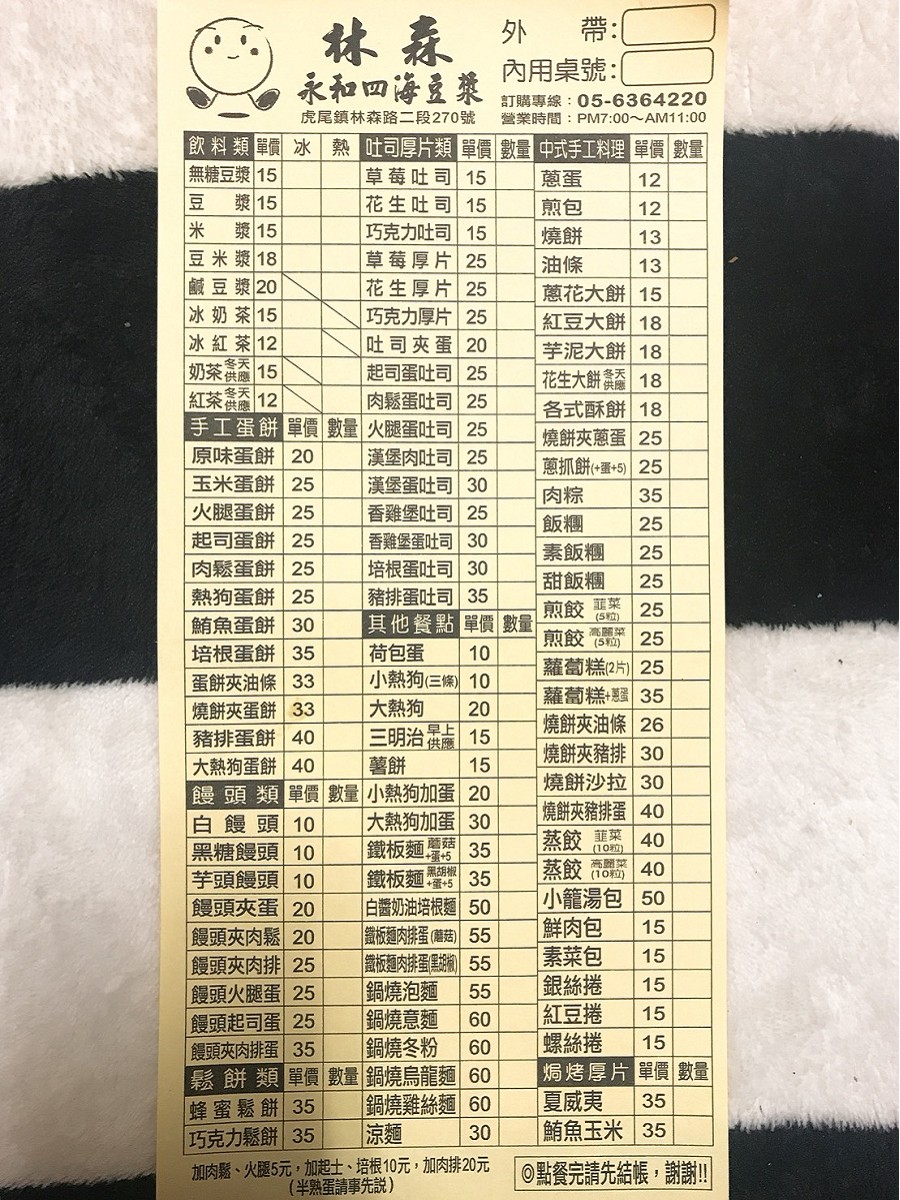 林森
永和四海豆漿
虎尾鎮林森路二段270號
外帶:
內用桌號:
訂購專線:05-6364220
營業時間:PM7:00～AM11:00
飲料類 單價 冰 熱
無糖豆漿 15
豆漿 15
米漿 15
豆米漿 18
鹹豆漿 20
冰奶茶 15
冰紅茶 12
奶茶 冬天供應 15
紅茶 冬天供應 12
手工蛋餅 單價 數量
原味蛋餅 20
玉米蛋餅 25
火腿蛋餅 25
起司蛋餅 25
肉鬆蛋餅 25
熱狗蛋餅 25
鮪魚蛋餅 30
培根蛋餅 35
蛋餅夾油條 33
燒餅夾蛋餅 33
豬排蛋餅 40
大熱狗蛋餅 40
饅頭類 單價 數量
白饅頭 10
黑糖饅頭 10
芋頭饅頭 10
饅頭夾蛋 20
饅頭夾肉鬆 20
饅頭夾肉排 25
饅頭火腿蛋 25
饅頭起司蛋 25
饅頭夾肉排蛋 35
鬆餅類 單價 數量
蜂蜜鬆餅 35
巧克力鬆餅 35
吐司厚片類 單價 數量
草莓吐司 15
花生吐司 15
巧克力吐司 15
草莓厚片 25
花生厚片 25
巧克力厚片 25
吐司夾蛋 20
起司蛋吐司 25
肉鬆蛋吐司 25
火腿蛋吐司 25
漢堡肉吐司 25
漢堡蛋吐司 30
香雞堡吐司 25
香雞堡蛋吐司 30
培根蛋吐司 30
豬排蛋吐司 35
其他餐點 單價 數量
荷包蛋 10
小熱狗(三條) 10
大熱狗 20
三明治 早上供應 15
薯餅 15
小熱狗加蛋 20
大熱狗加蛋 30
鐵板麵 蘑菇+蛋+5 35
鐵板麵 黑胡椒+蛋+5 35
白醬奶油培根麵 50
鐵板麵肉排蛋(蘑菇) 55
鐵板麵肉排蛋(黑胡椒) 55
鍋燒泡麵 55
鍋燒意麵 60
鍋燒冬粉 60
鍋燒烏龍麵 60
鍋燒雞絲麵 60
涼麵 30
中式手工料理 單價 數量
蔥蛋 12
煎包 12
燒餅 13
油條 13
蔥花大餅 15
紅豆大餅 18
芋泥大餅 18
花生大餅 冬天供應 18
各式酥餅 18
燒餅夾蔥蛋 25
蔥抓餅(+蛋+5) 25
肉粽 35
飯糰 25
素飯糰 25
甜飯糰 25
煎餃 韮菜(5粒) 25
煎餃 高麗菜(5粒) 25
蘿蔔糕(2片) 25
蘿蔔糕+蔥蛋 35
燒餅夾油條 26
燒餅夾豬排 30
燒餅沙拉 30
燒餅夾豬排蛋 40
蒸餃 韮菜(10粒) 40
蒸餃 高麗菜(10粒) 40
小籠湯包 50
鮮肉包 15
素菜包 15
銀絲捲 15
紅豆捲 15
螺絲捲 15
焗烤厚片 單價 數量
夏威夷 35
鮪魚玉米 35
加肉鬆、火腿5元，加起士、培根10元，加肉排20元
(半熟蛋請事先說)
◎點餐完請先結帳，謝謝!!